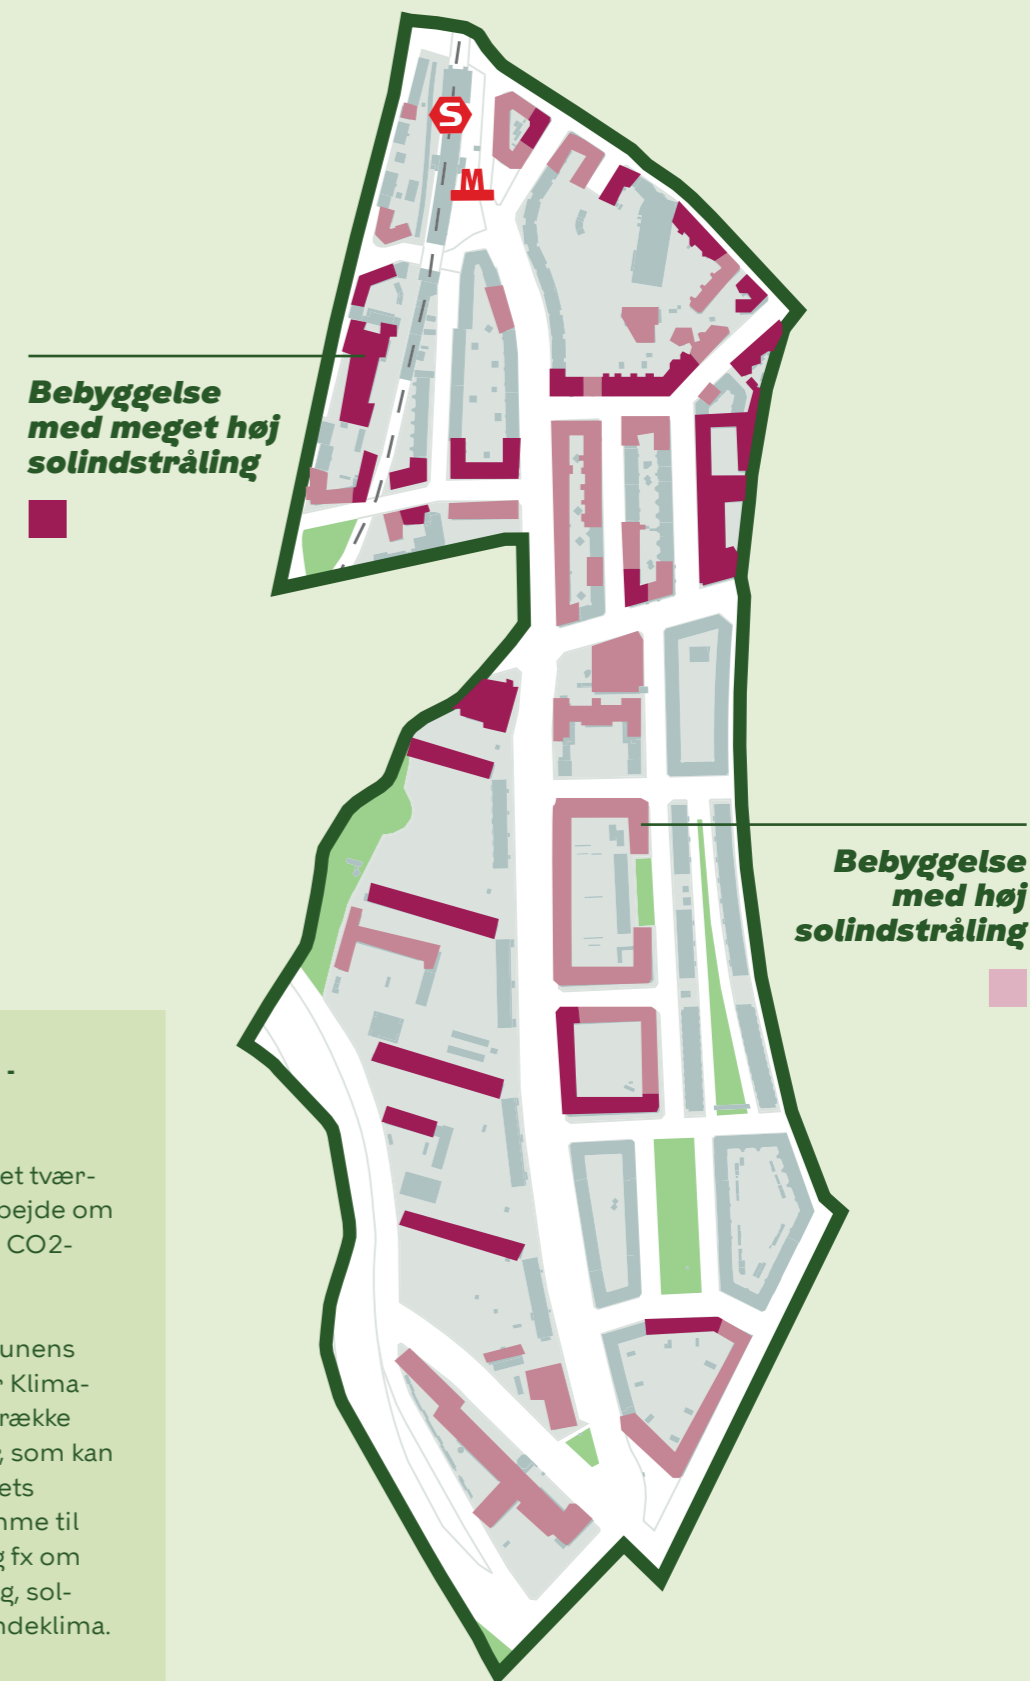 S
M
Bebyggelse
med meget høj
solindstråling
Bebyggelse
med høj
solindstråling
-
et tvær-
bejde om
CO2-
unens
r Klima-
række
, som kan
ets
nme til
g fx om
g, sol-
ndeklima.